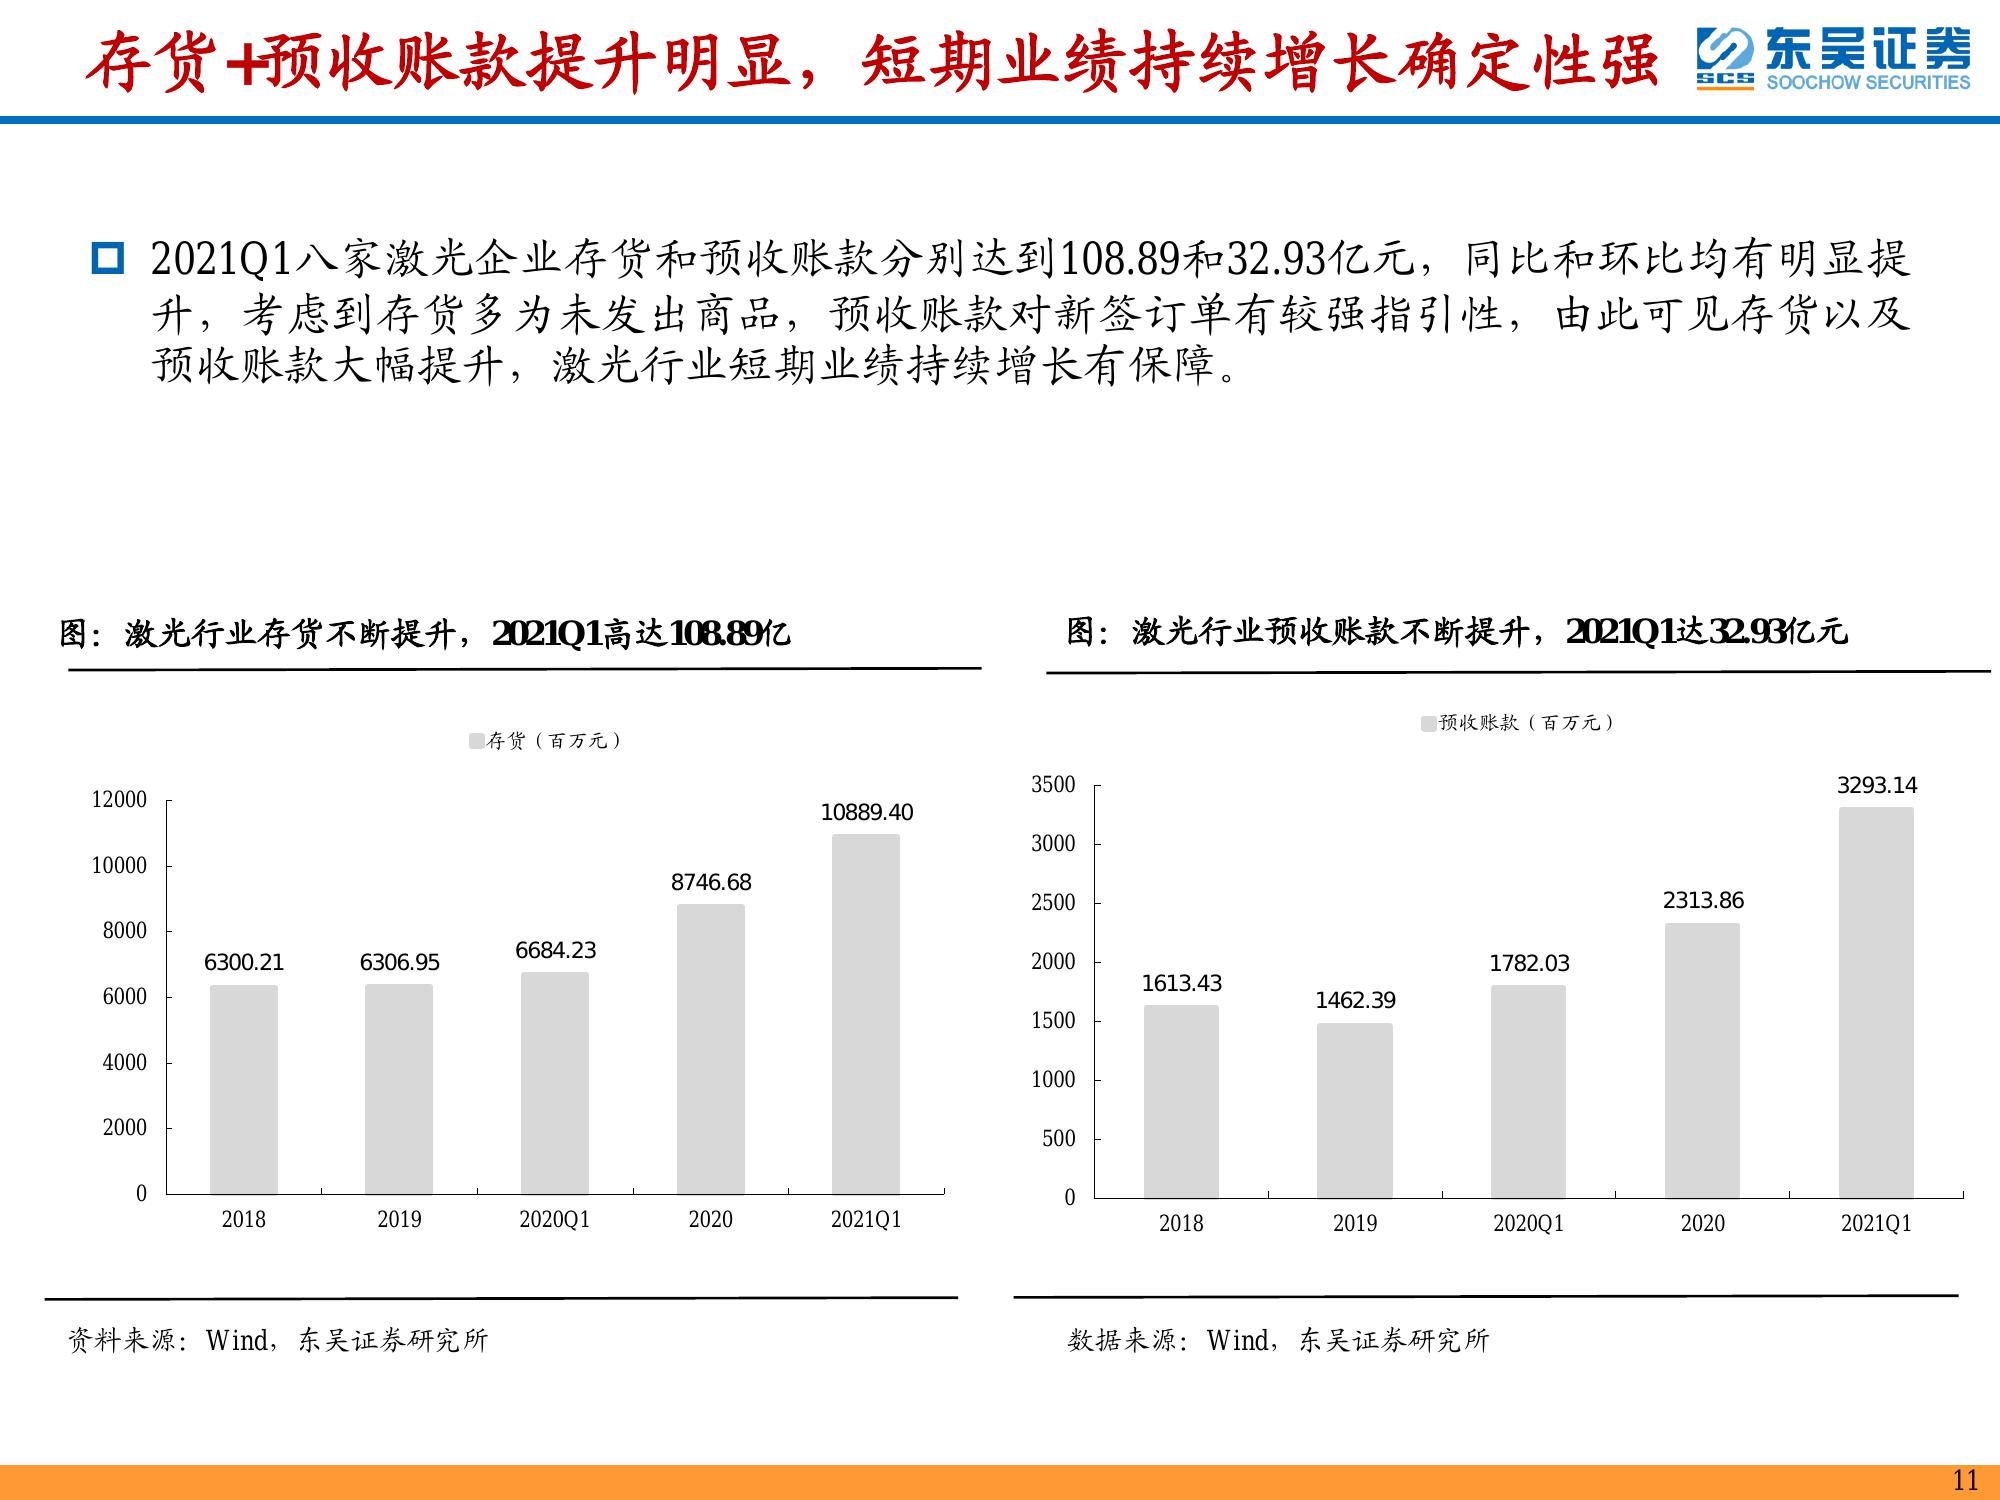 存货+预收账款提升明显，短期业绩持续增长确定性强
SCS
东吴证券
SOOCHOW SECURITIES
2021Q1八家激光企业存货和预收账款分别达到108.89和32.93亿元，同比和环比均有明显提
升，考虑到存货多为未发出商品，预收账款对新签订单有较强指引性，由此可见存货以及
预收账款大幅提升，激光行业短期业绩持续增长有保障。
图：激光行业存货不断提升，2021Q1高达108.89亿
存货（百万元）
12000
10000
8000
6000
4000
2000
0
6300.21
6306.95
6684.23
8746.68
10889.40
2018
2019
2020Q1
2020
2021Q1
资料来源：Wind，东吴证券研究所
图：激光行业预收账款不断提升，2021Q1达32.93亿元
预收账款（百万元）
3500
3000
2500
2000
1500
1000
500
0
1613.43
1462.39
1782.03
2313.86
3293.14
2018
2019
2020Q1
2020
2021Q1
数据来源：Wind，东吴证券研究所
11